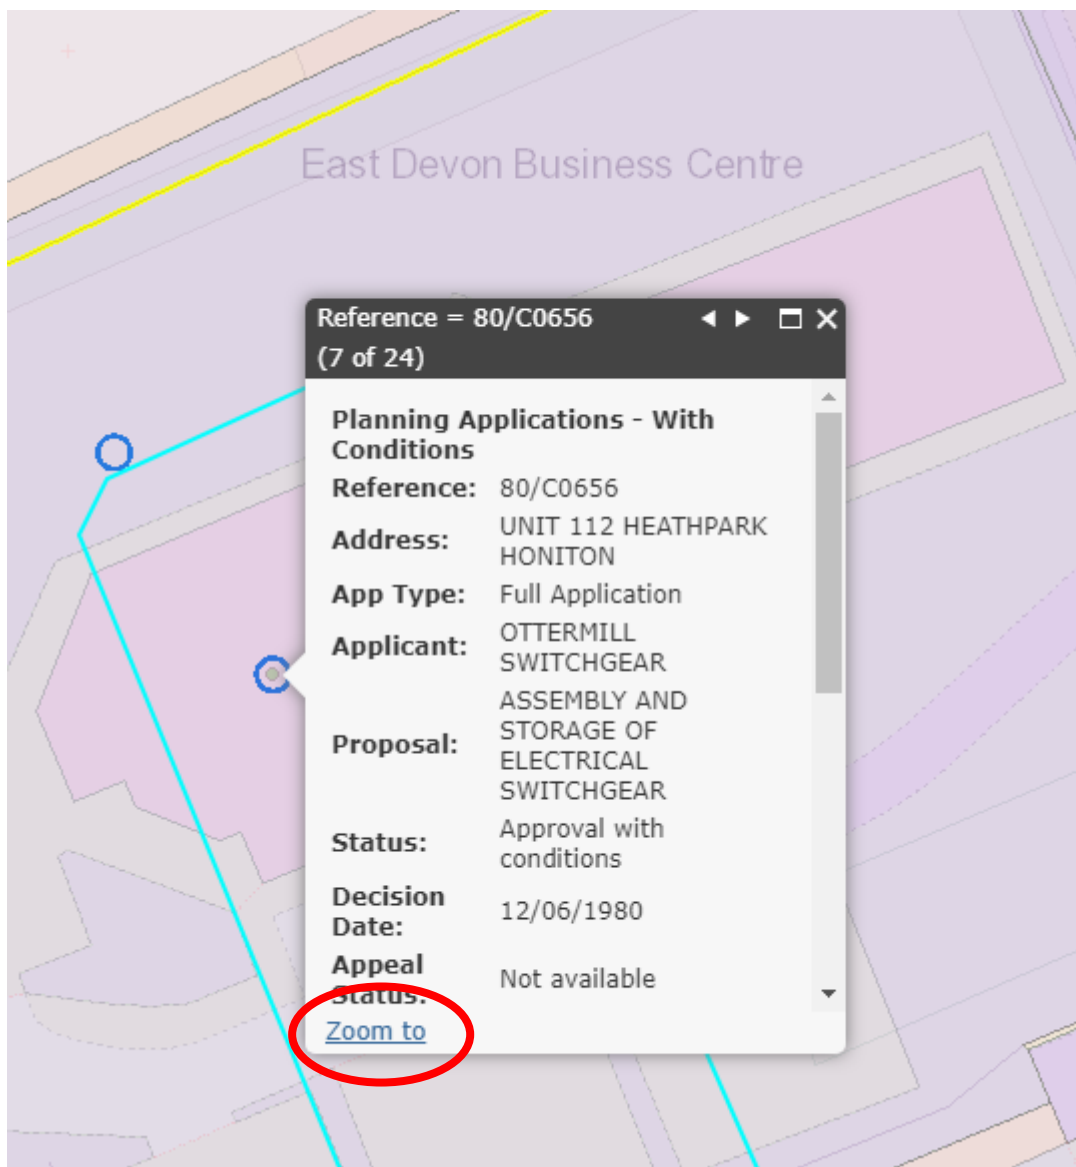 East Devon Business Centre
Reference = 80/C0656
(7 of 24)
Planning Applications - With
Conditions
Reference: 80/C0656
Address: UNIT 112 HEATHPARK
HONITON
App Type: Full Application
Applicant: OTTERMILL
SWITCHGEAR
Proposal: ASSEMBLY AND
STORAGE OF
ELECTRICAL
SWITCHGEAR
Status: Approval with
conditions
Decision
Date: 12/06/1980
Appeal
Status: Not available
Zoom to